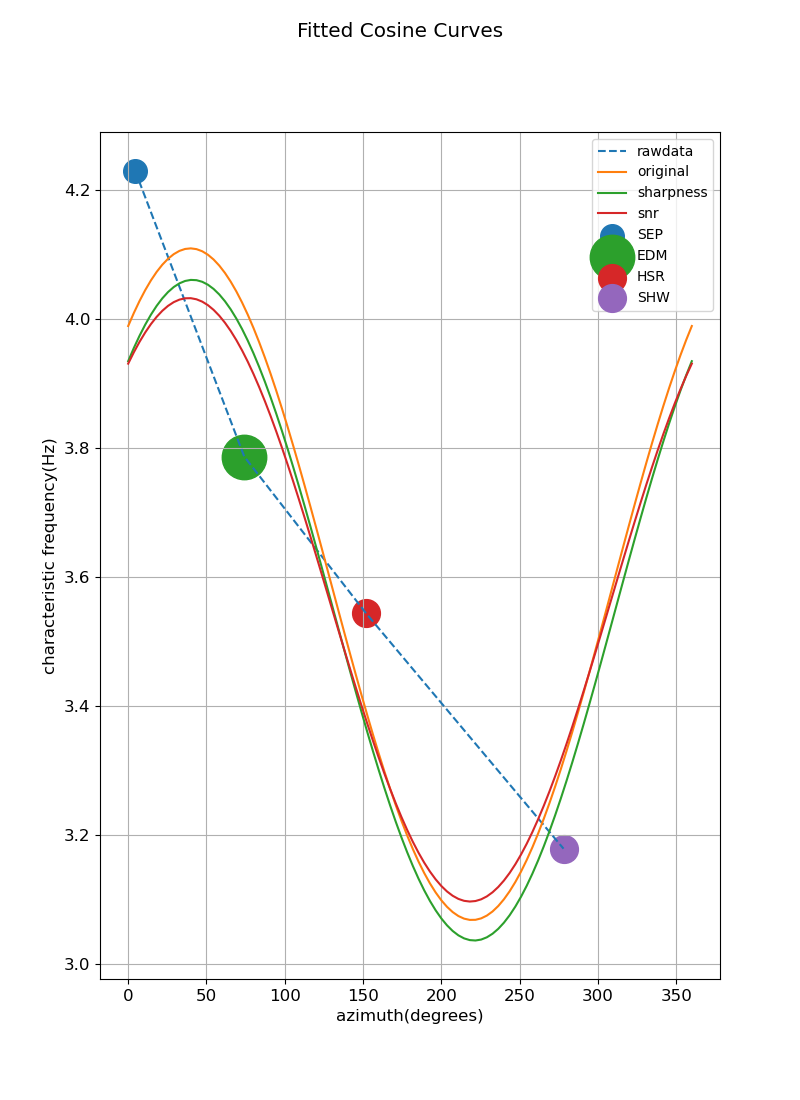 Fitted Cosine Curves
rawdata
original
sharpness
snr
SEP
EDM
HSR
SHW
characteristic frequency(Hz)
4.2
4.0
3.8
3.6
3.4
3.2
3.0
0 50 100 150 200 250 300 350
azimuth(degrees)